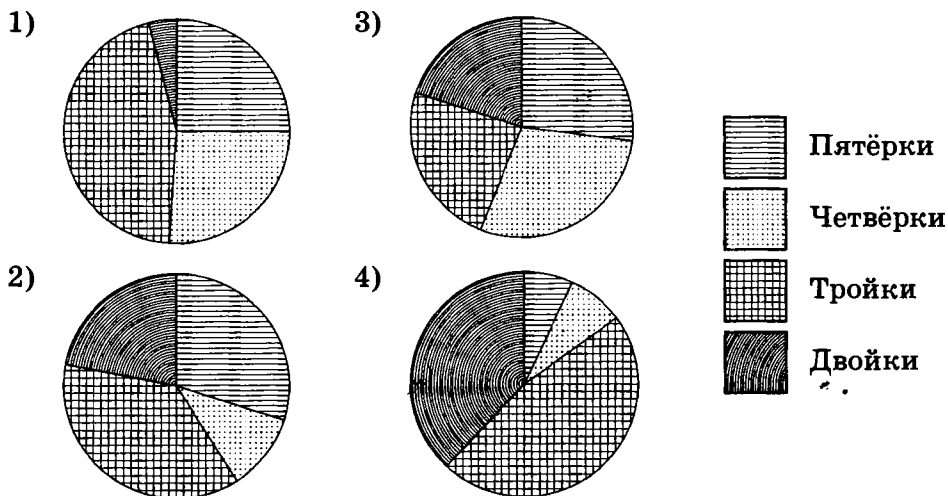 1)
3)
2)
4)
Пятёрки
Четвёрки
Тройки
Двойки